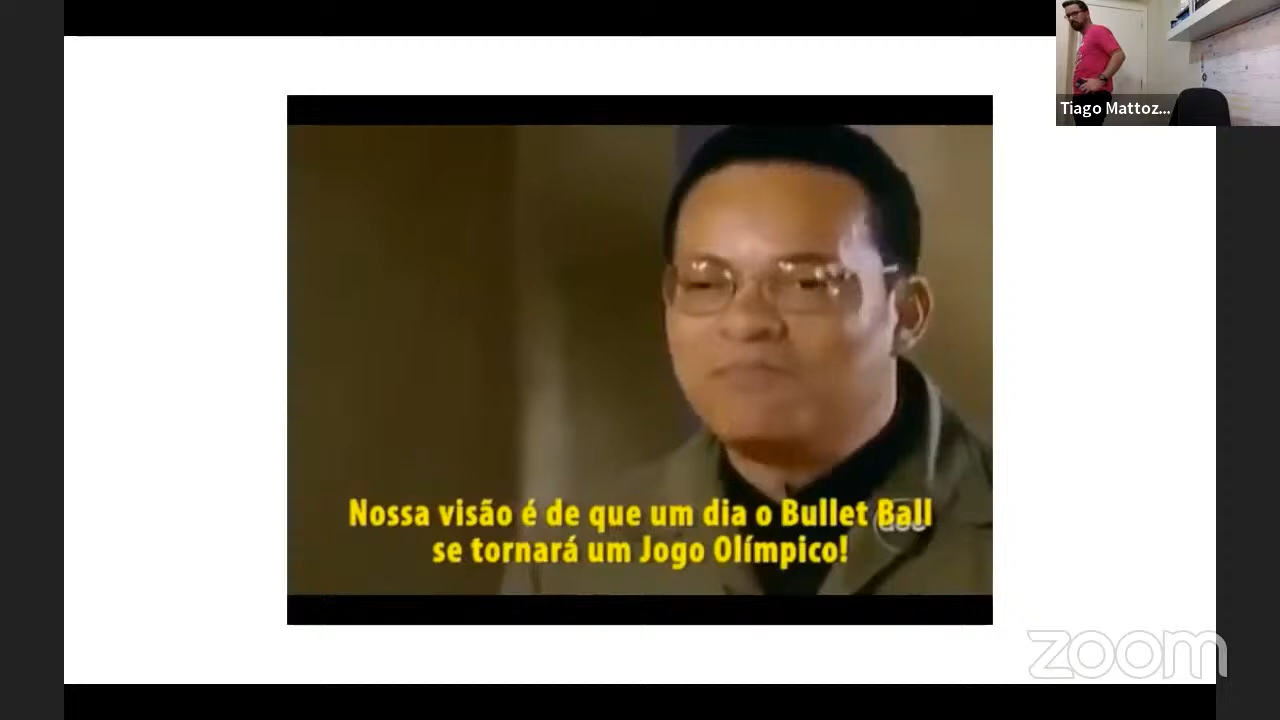 Tiago Mattoz...
Nossa visão é de que um dia o Bullet Ball
se tornará um Jogo Olímpico!
zoom